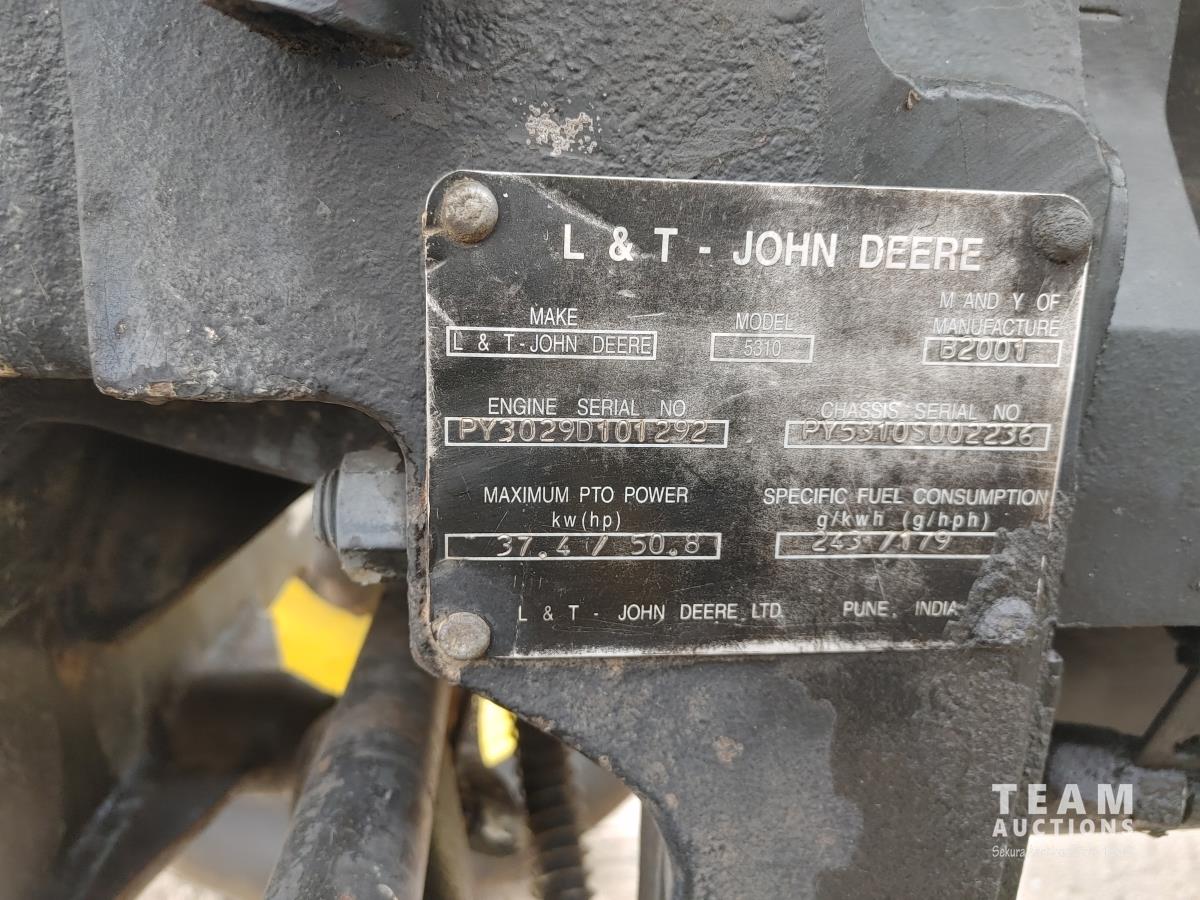 L & T - JOHN DEERE
MAKE
L & T - JOHN DEERE
MODEL
5310
M AND Y OF
MANUFACTURE
B2001
ENGINE SERIAL NO
PY3029D101292
CHASSIS SERIAL NO
PY5310S002236
MAXIMUM PTO POWER
kw(hp)
37.4 / 50.8
SPECIFIC FUEL CONSUMPTION
g/kwh (g/hph)
243 /179
L & T - JOHN DEERE LTD. PUNE, INDIA
TEAM
AUCTIONS
Sekura